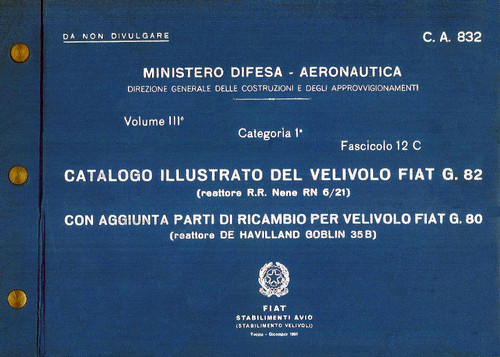 DA NON DIVULGARE
C. A. 832
MINISTERO DIFESA - AERONAUTICA
DIREZIONE GENERALE DELLE COSTRUZIONI E DEGLI APPROVVIGIONAMENTI
Volume IIIº
Categoria 1ª
Fascicolo 12 C
CATALOGO ILLUSTRATO DEL VELIVOLO FIAT G. 82
(reattore R.R. Nene RN 6/21)
CON AGGIUNTA PARTI DI RICAMBIO PER VELIVOLO FIAT G. 80
(reattore DE HAVILLAND GOBLIN 35 B)
FIAT
STABILIMENTI AVIO
(STABILIMENTO VELIVOLI)
Dicembre